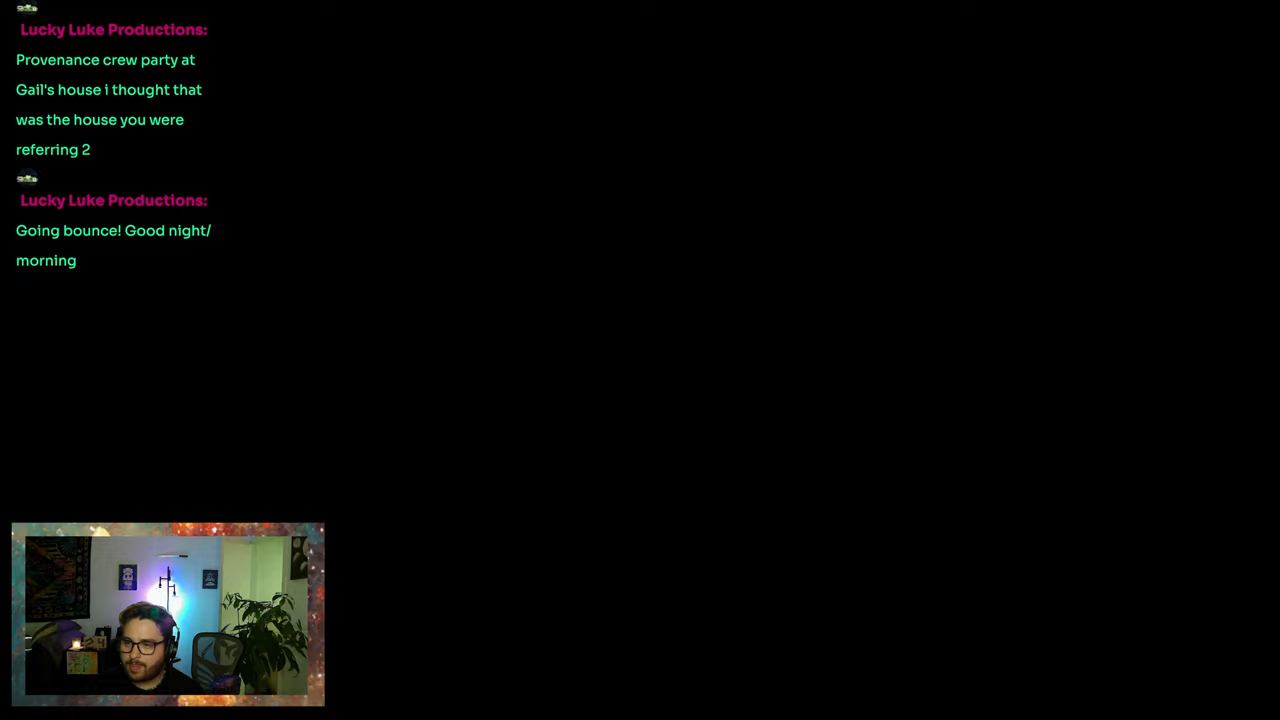 Lucky Luke Productions:
Provenance crew party at
Gail's house i thought that
was the house you were
referring 2
Lucky Luke Productions:
Going bounce! Good night/
morning